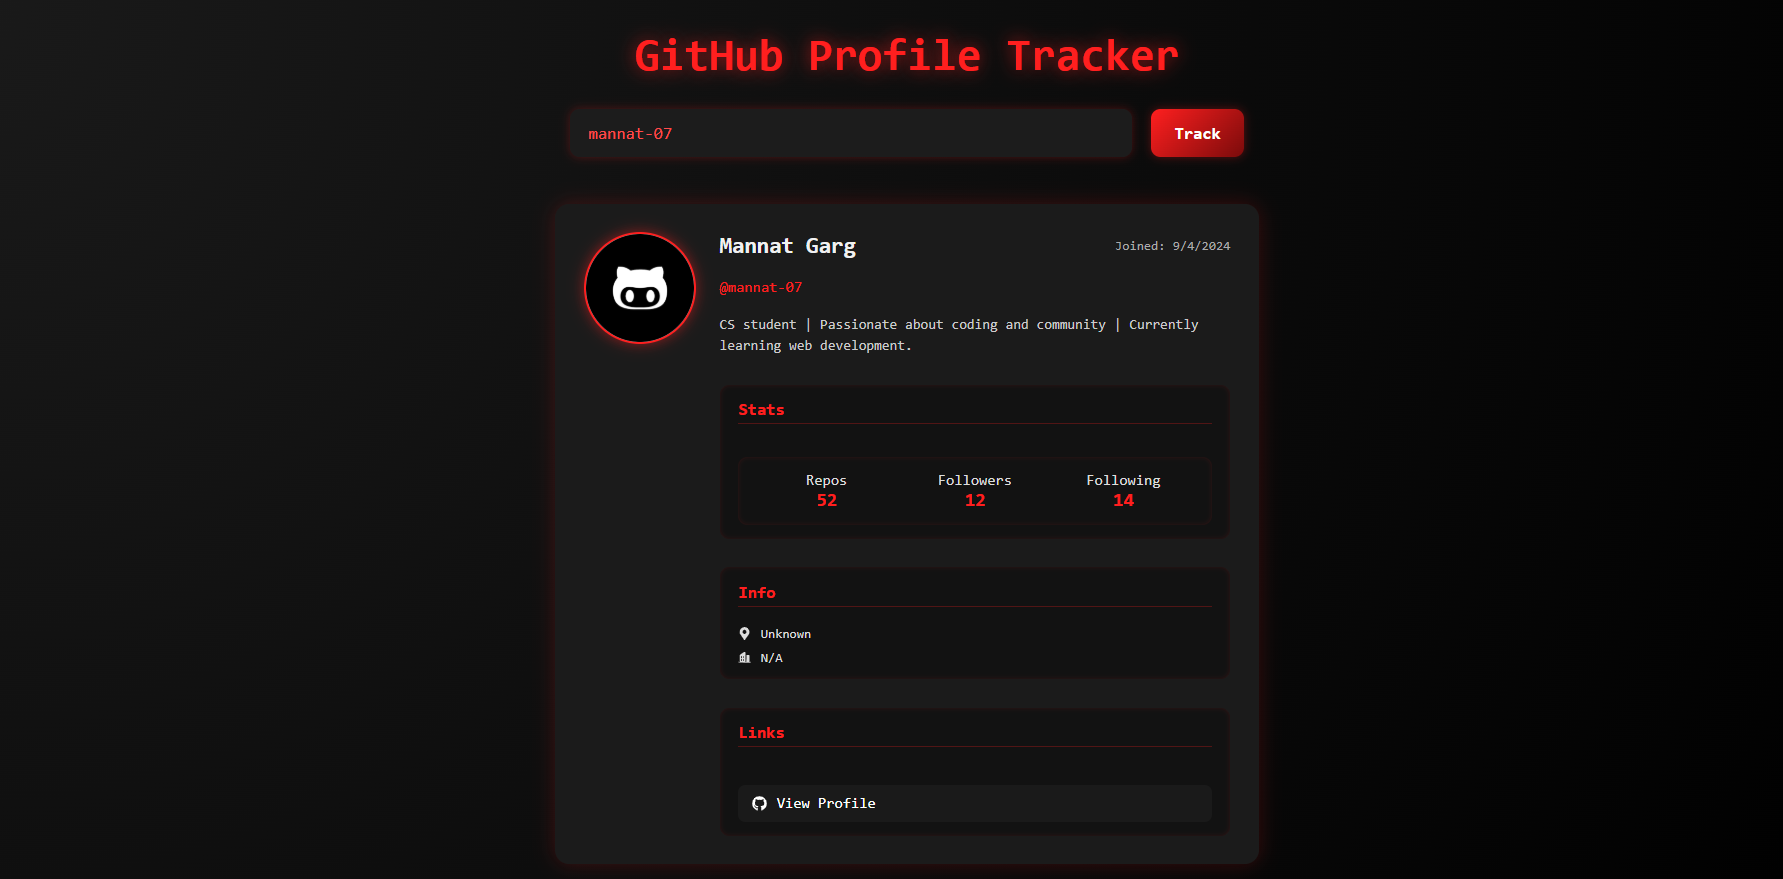 GitHub Profile Tracker
mannat-07
Track
Mannat Garg
Joined: 9/4/2024
@mannat-07
CS student | Passionate about coding and community | Currently
learning web development.
Stats
Repos Followers Following
52 12 14
Info
Unknown
N/A
Links
View Profile